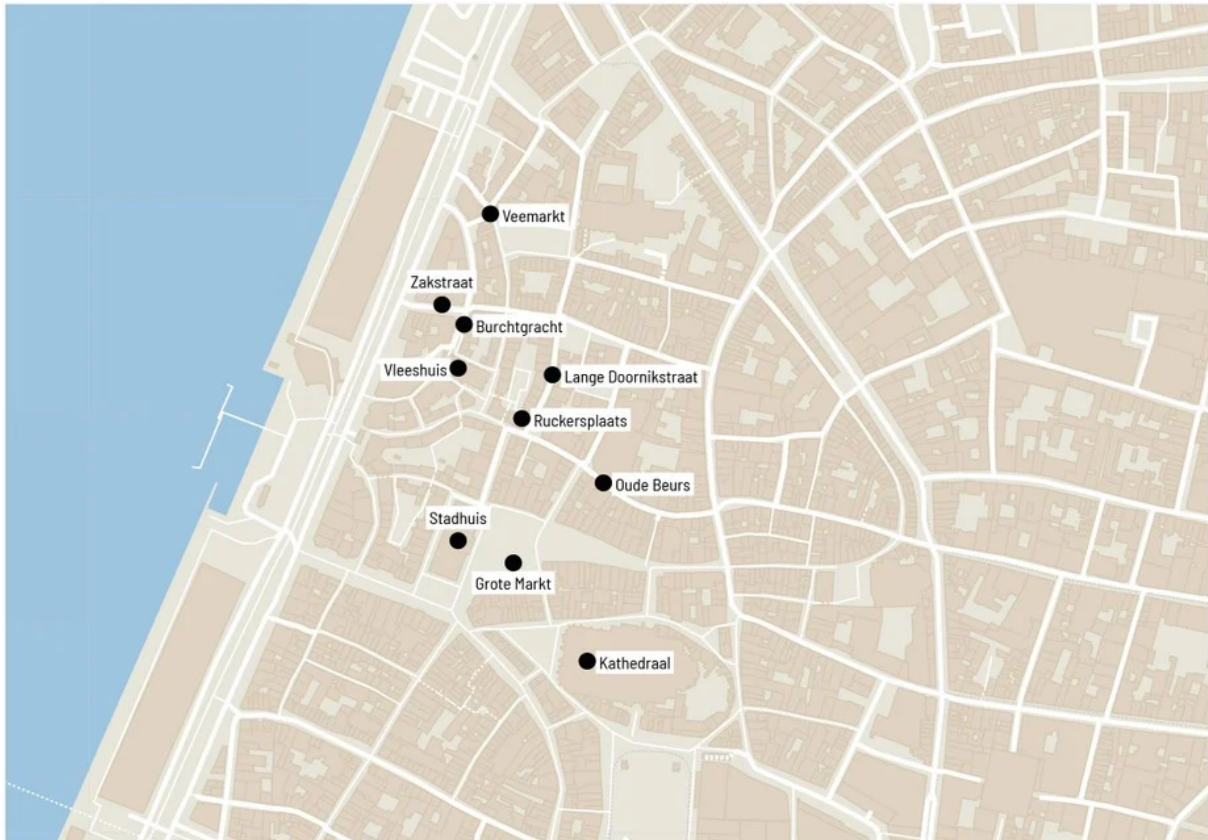 Veemarkt
Zakstraat
Burchtgracht
Vleeshuis
Lange Doornikstraat
Ruckersplaats
Oude Beurs
Stadhuis
Grote Markt
Kathedraal